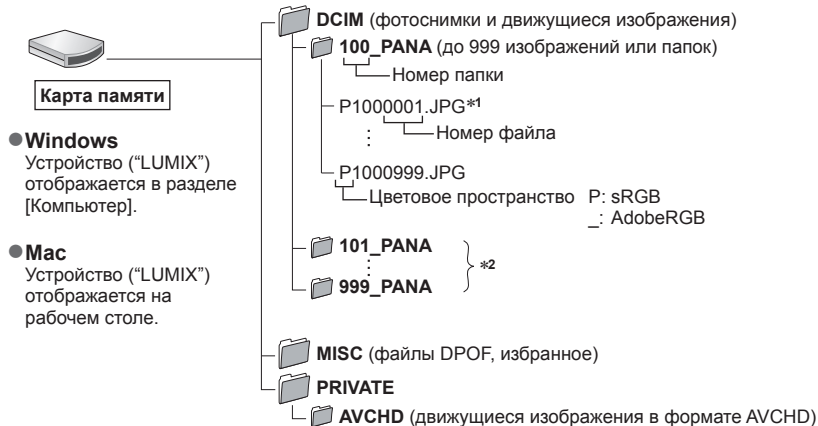 DCIM (фотоснимки и движущиеся изображения)
100_PANA (до 999 изображений или папок)
Номер папки
Карта памяти
P1000001.JPG*1
Номер файла
●Windows
Устройство (“LUMIX”)
отображается в разделе
[Компьютер].
P1000999.JPG
Цветовое пространство P: sRGB
_: AdobeRGB
●Mac
Устройство (“LUMIX”)
отображается на
рабочем столе.
101_PANA
*2
999_PANA
MISC (файлы DPOF, избранное)
PRIVATE
AVCHD (движущиеся изображения в формате AVCHD)